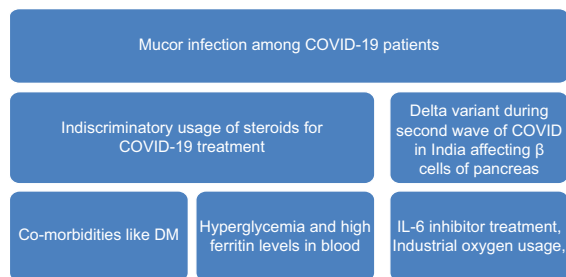 Mucor infection among COVID-19 patients
Indiscriminatory usage of steroids for
COVID-19 treatment
Delta variant during
second wave of COVID
in India affecting β
cells of pancreas
Co-morbidities like DM
Hyperglycemia and high
ferritin levels in blood
IL-6 inhibitor treatment,
Industrial oxygen usage,